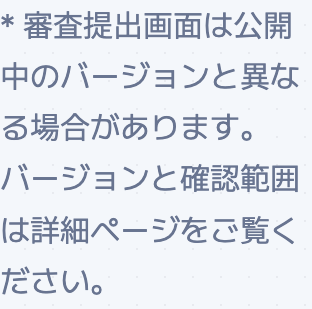 * 審査提出画面は公開
中のバージョンと異な
る場合があります。
バージョンと確認範囲
は詳細ページをご覧く
ださい。